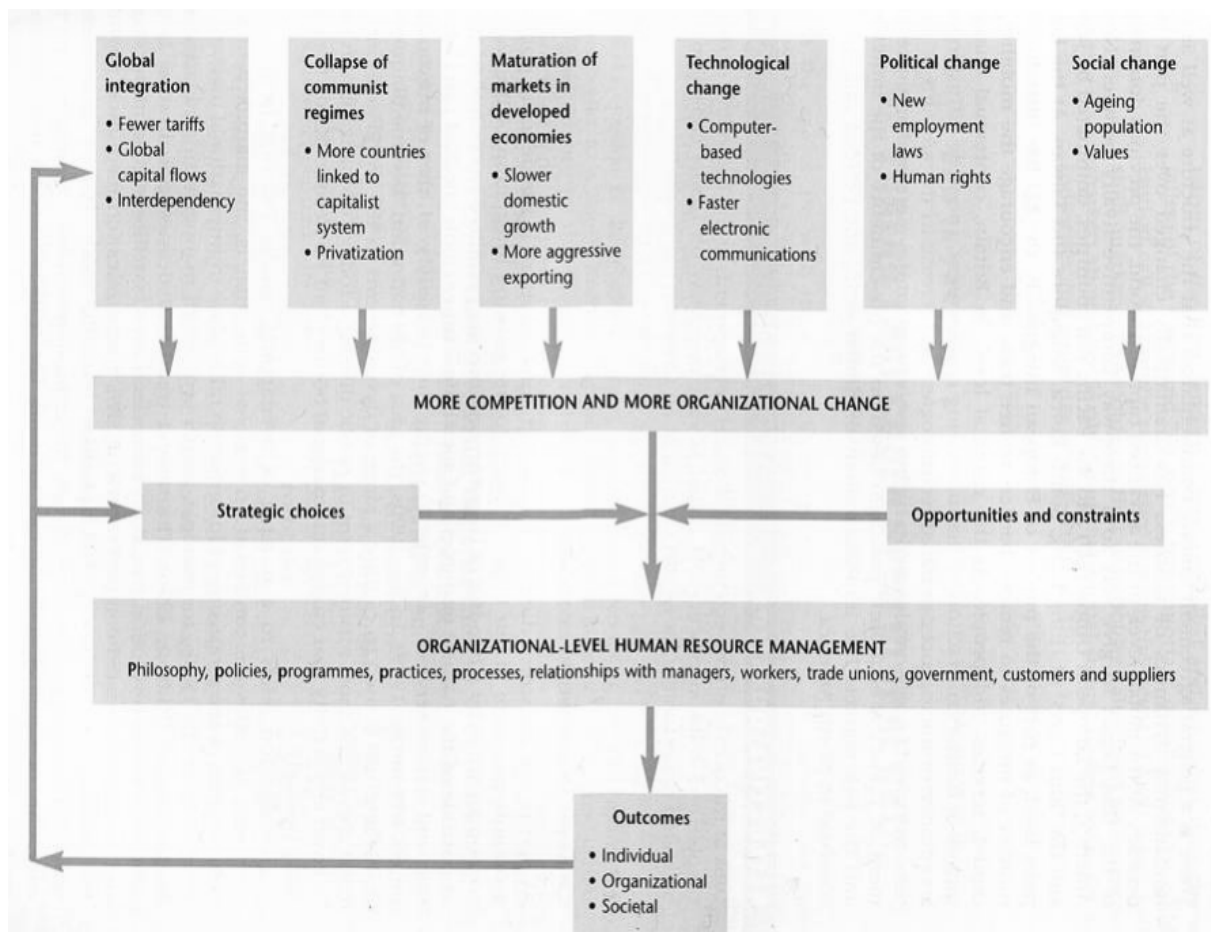 Global
integration
• Fewer tariffs
• Global
capital flows
• Interdependency
Collapse of
communist
regimes
• More countries
linked to
capitalist
system
• Privatization
Maturation of
markets in
developed
economies
• Slower
domestic
growth
• More aggressive
exporting
Technological
change
• Computer-
based
technologies
• Faster
electronic
communications
Political change
• New
employment
laws
• Human rights
Social change
• Ageing
population
• Values
MORE COMPETITION AND MORE ORGANIZATIONAL CHANGE
Strategic choices
Opportunities and constraints
ORGANIZATIONAL-LEVEL HUMAN RESOURCE MANAGEMENT
Philosophy, policies, programmes, practices, processes, relationships with managers, workers, trade unions, government, customers and suppliers
Outcomes
• Individual
• Organizational
• Societal